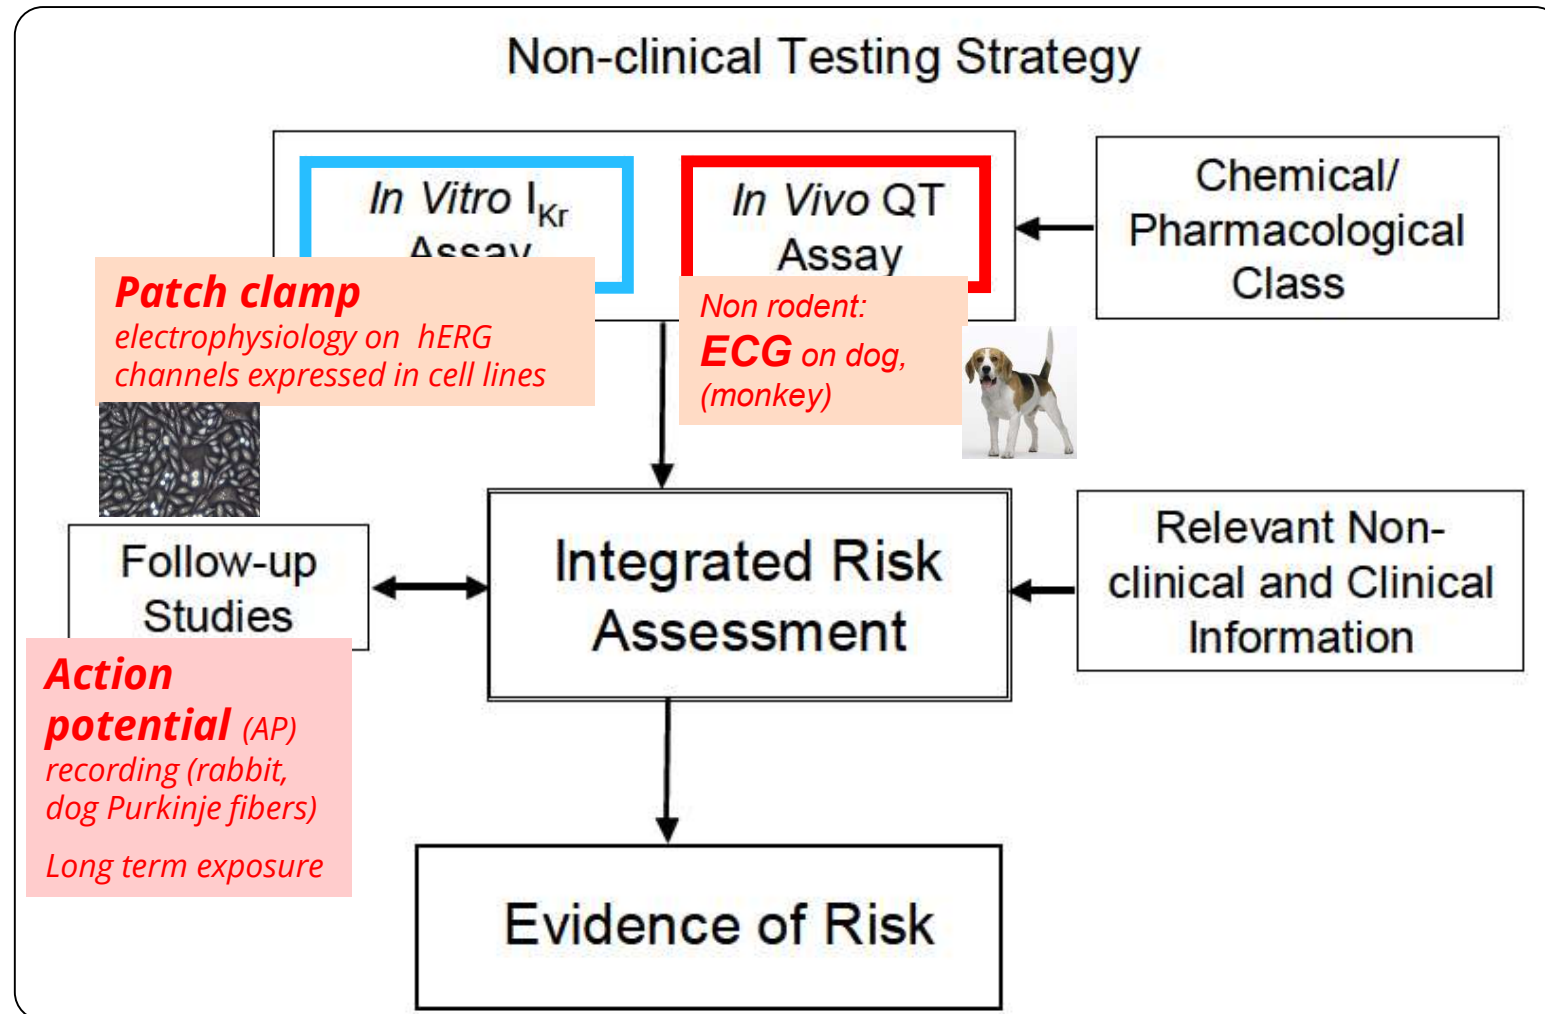 Non-clinical Testing Strategy
In Vitro IKr
Assay
In Vivo QT
Assay
Chemical/
Pharmacological
Class
Patch clamp
electrophysiology on hERG
channels expressed in cell lines
Non rodent:
ECG on dog,
(monkey)
Follow-up
Studies
Integrated Risk
Assessment
Relevant Non-
clinical and Clinical
Information
Action
potential (AP)
recording (rabbit,
dog Purkinje fibers)
Long term exposure
Evidence of Risk